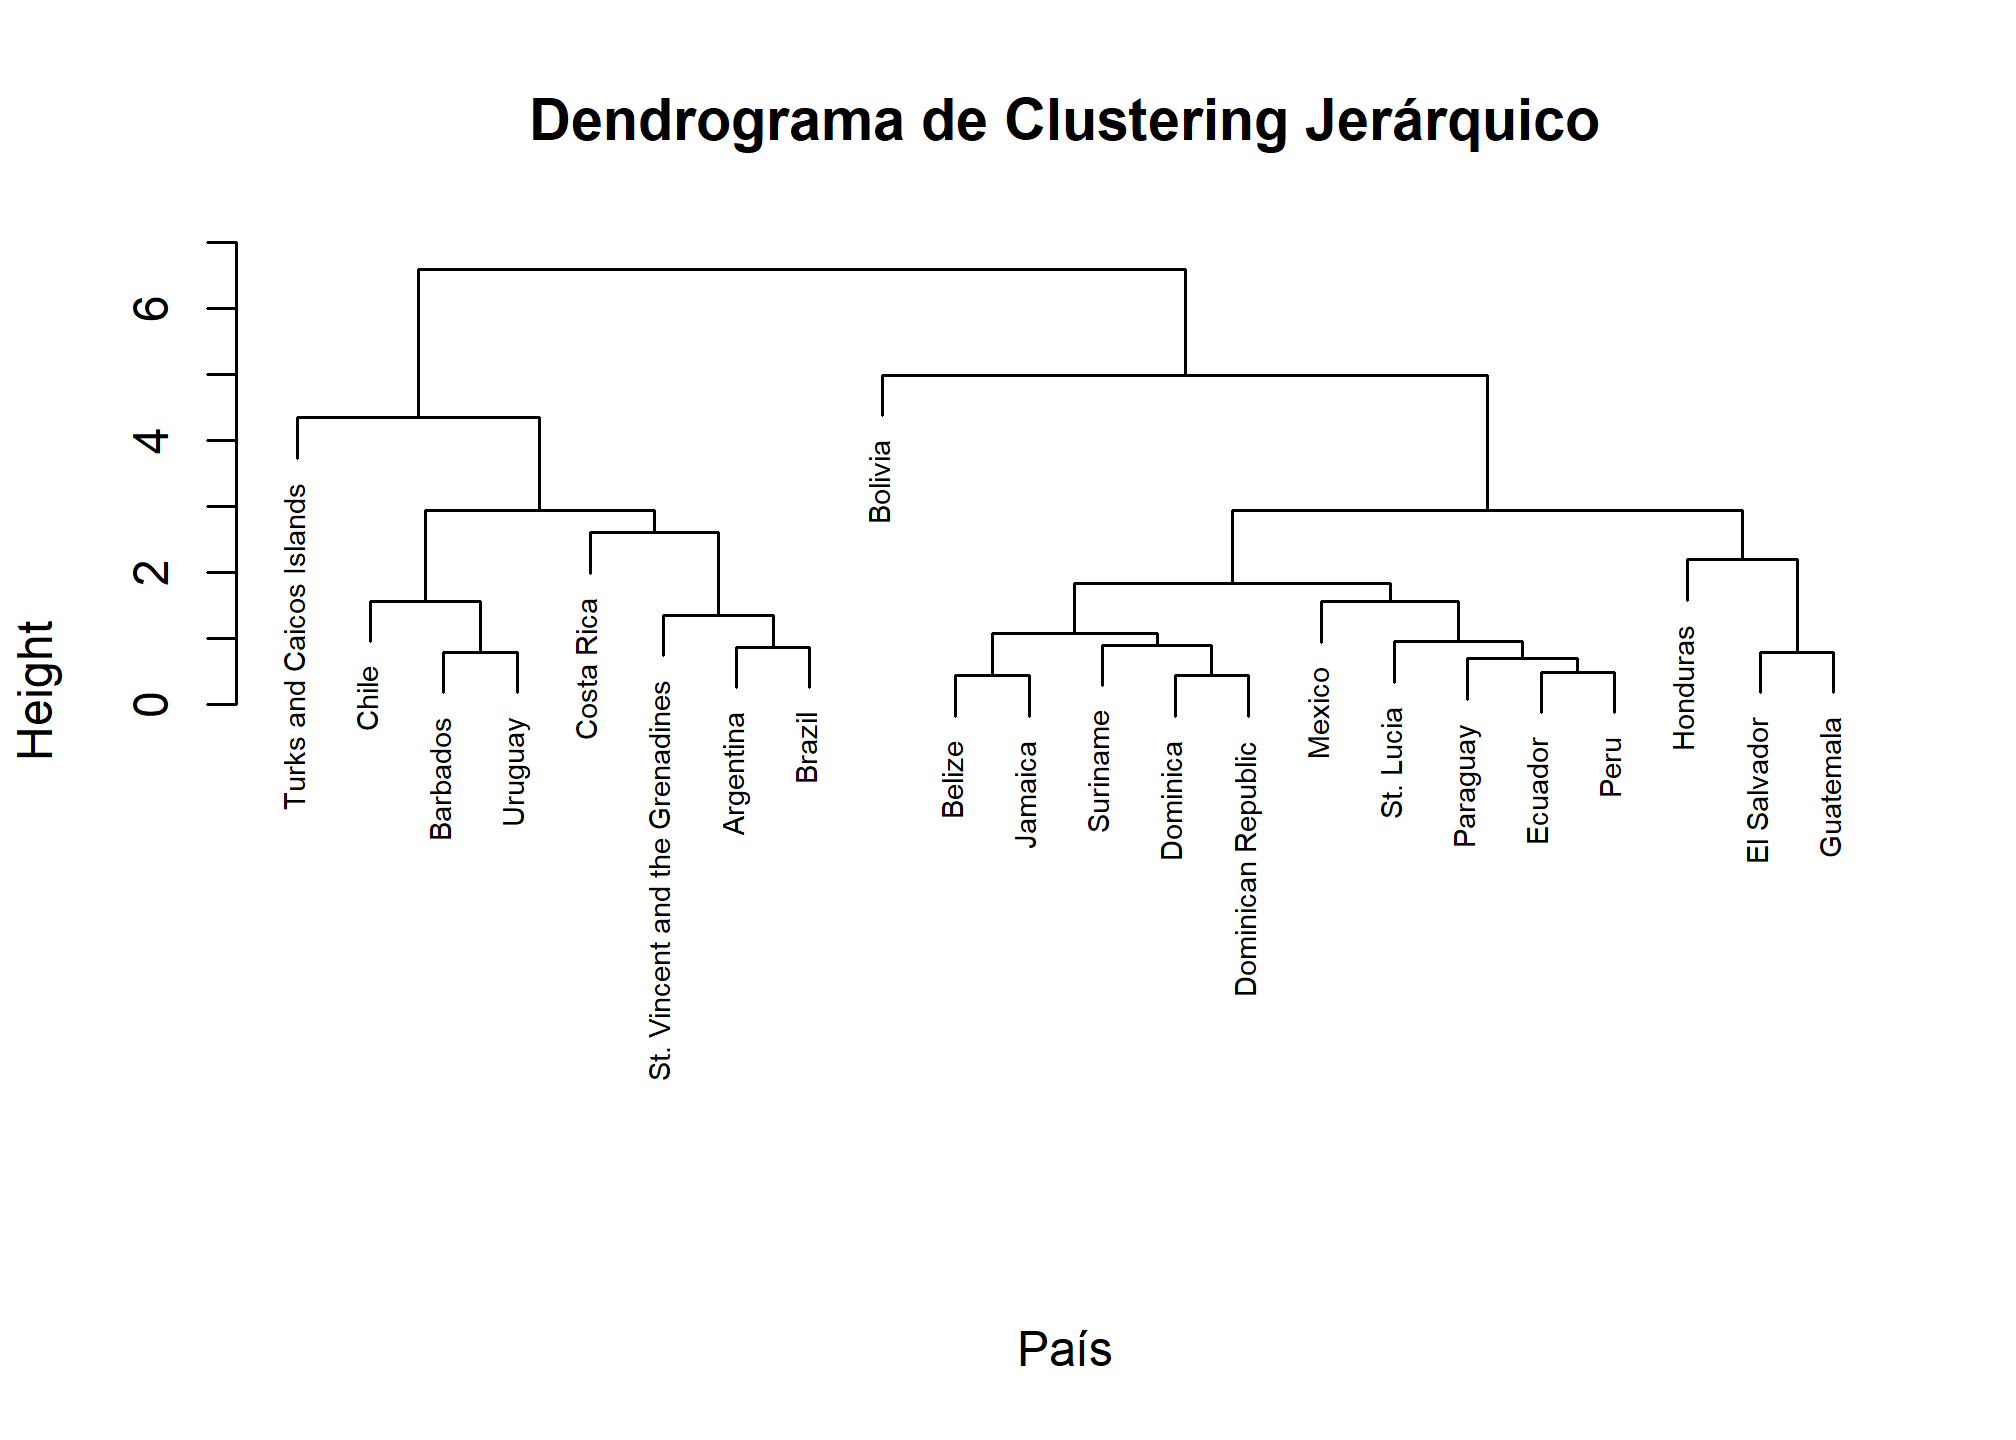 Dendrograma de Clustering Jerárquico
Height
6
4
2
0
Turks and Caicos Islands
Chile
Barbados
Uruguay
Costa Rica
St. Vincent and the Grenadines
Argentina
Brazil
Bolivia
Belize
Jamaica
Suriname
Dominica
Dominican Republic
Mexico
St. Lucia
Paraguay
Ecuador
Peru
Honduras
El Salvador
Guatemala
País